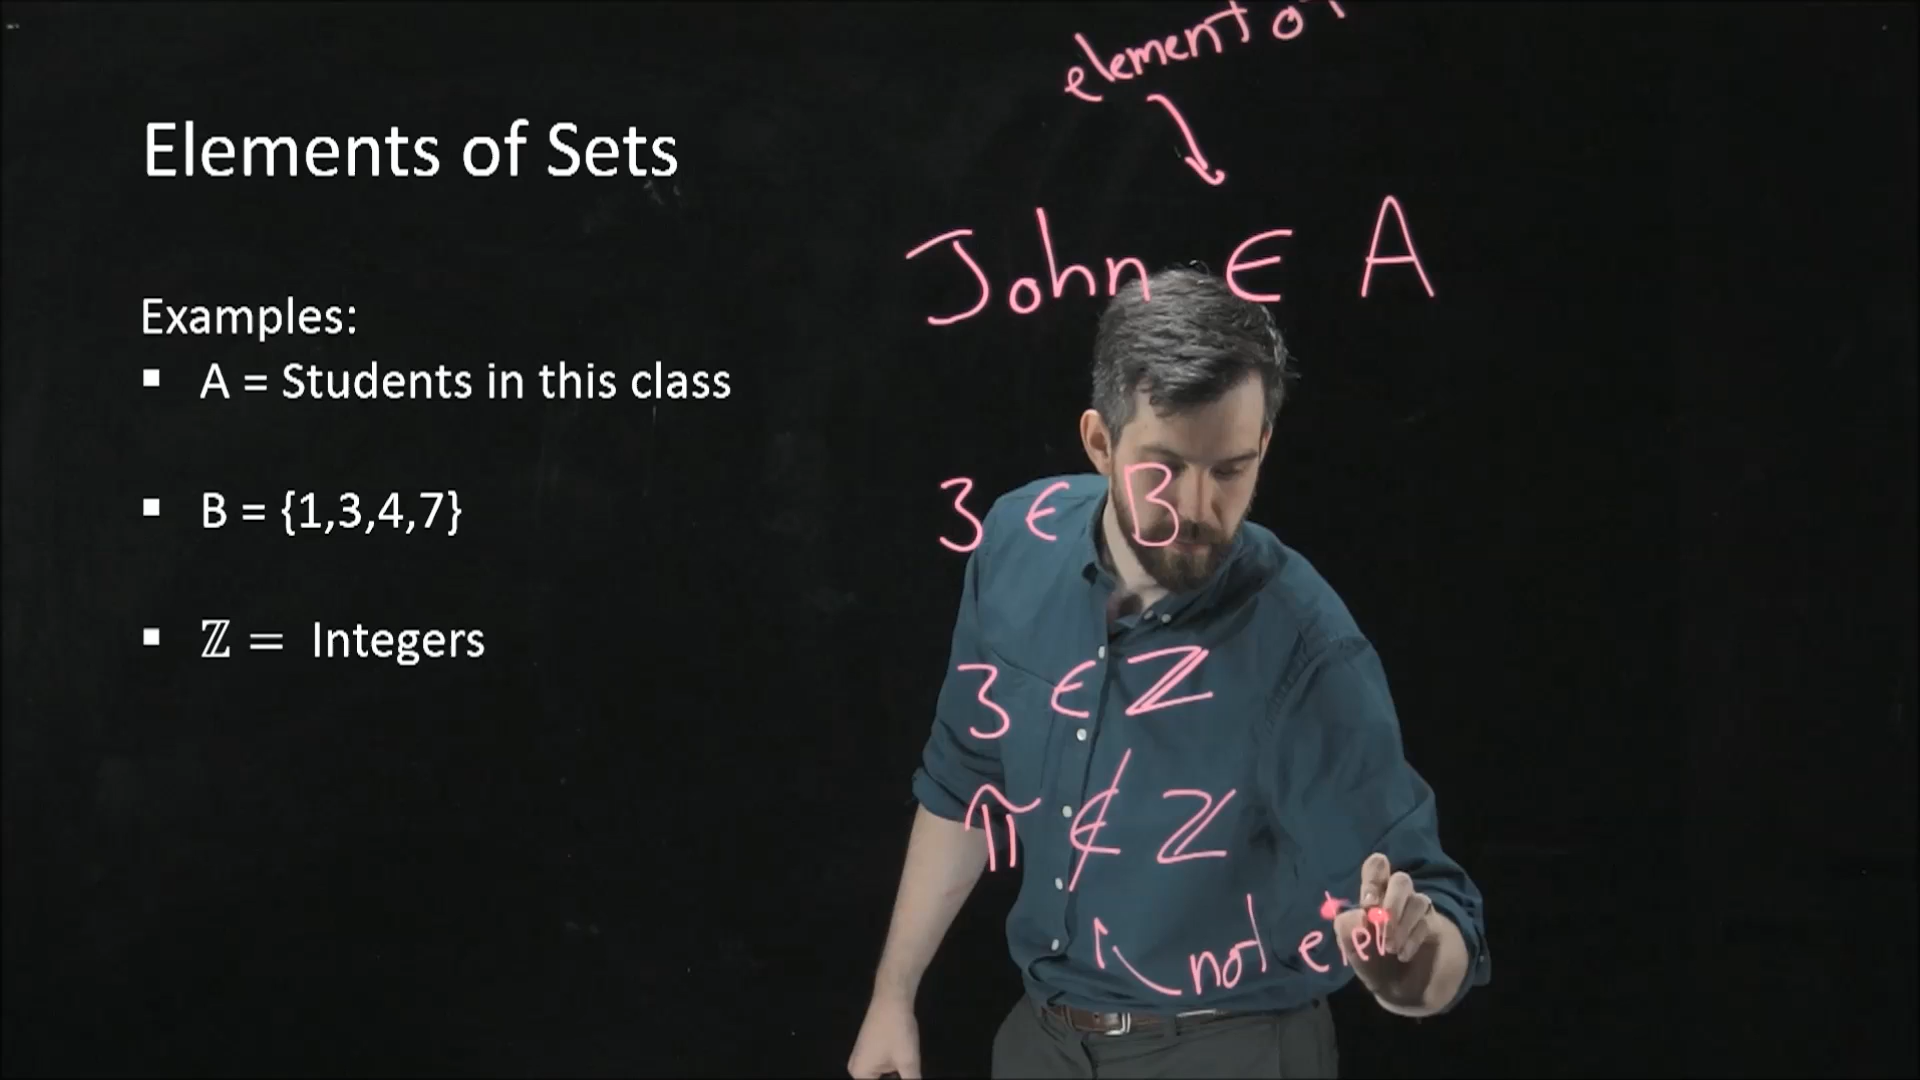 Elements of Sets
Examples:
▪ A = Students in this class
▪ B = {1,3,4,7}
▪ ℤ = Integers
element of
John ∈ A
3 ∈ B
3 ∈ ℤ
π ∉ ℤ
not